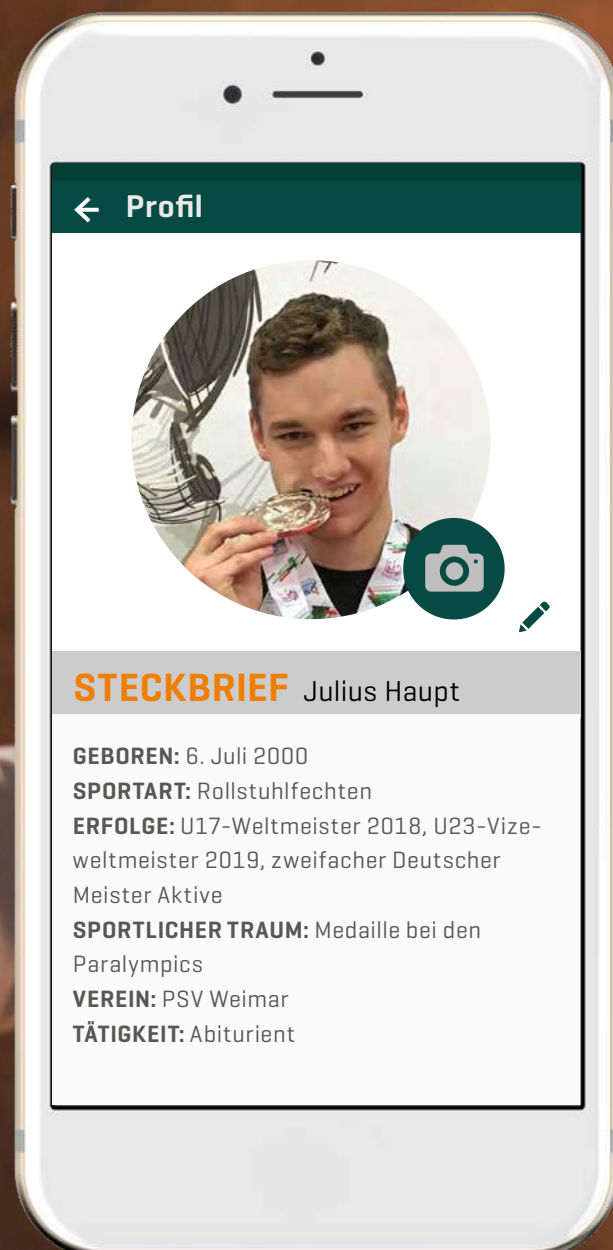 Profil
STECKBRIEF Julius Haupt
GEBOREN: 6. Juli 2000
SPORTART: Rollstuhlfechten
ERFOLGE: U17-Weltmeister 2018, U23-Vize-
weltmeister 2019, zweifacher Deutscher
Meister Aktive
SPORTLICHER TRAUM: Medaille bei den
Paralympics
VEREIN: PSV Weimar
TÄTIGKEIT: Abiturient